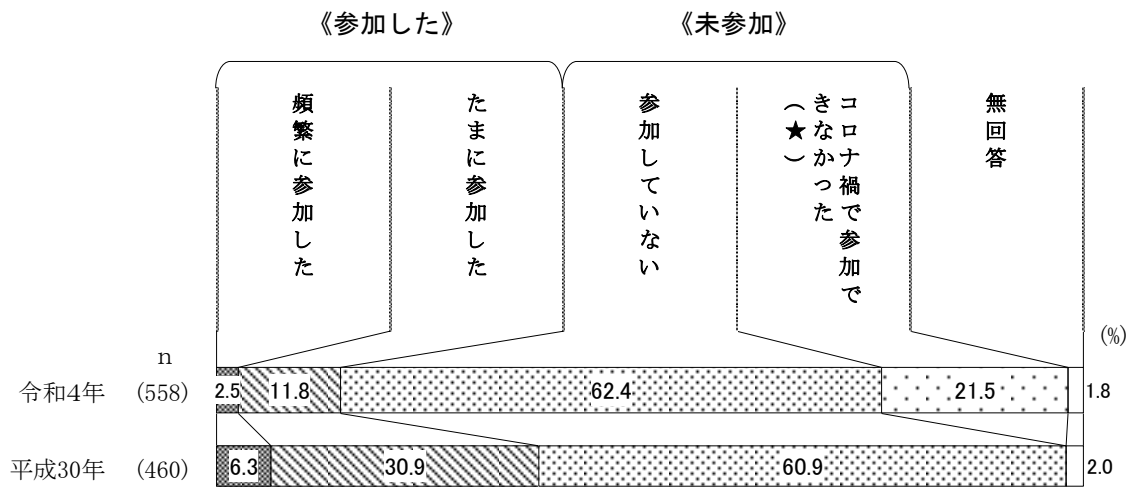 《参加した》
《未参加》
頻繁に参加した
たまに参加した
参加していない
コロナ禍で参加で
きなかった
（★）
無回答
(%)
n
令和4年 (558) 2.5 11.8 62.4 21.5 1.8
平成30年 (460) 6.3 30.9 60.9 2.0